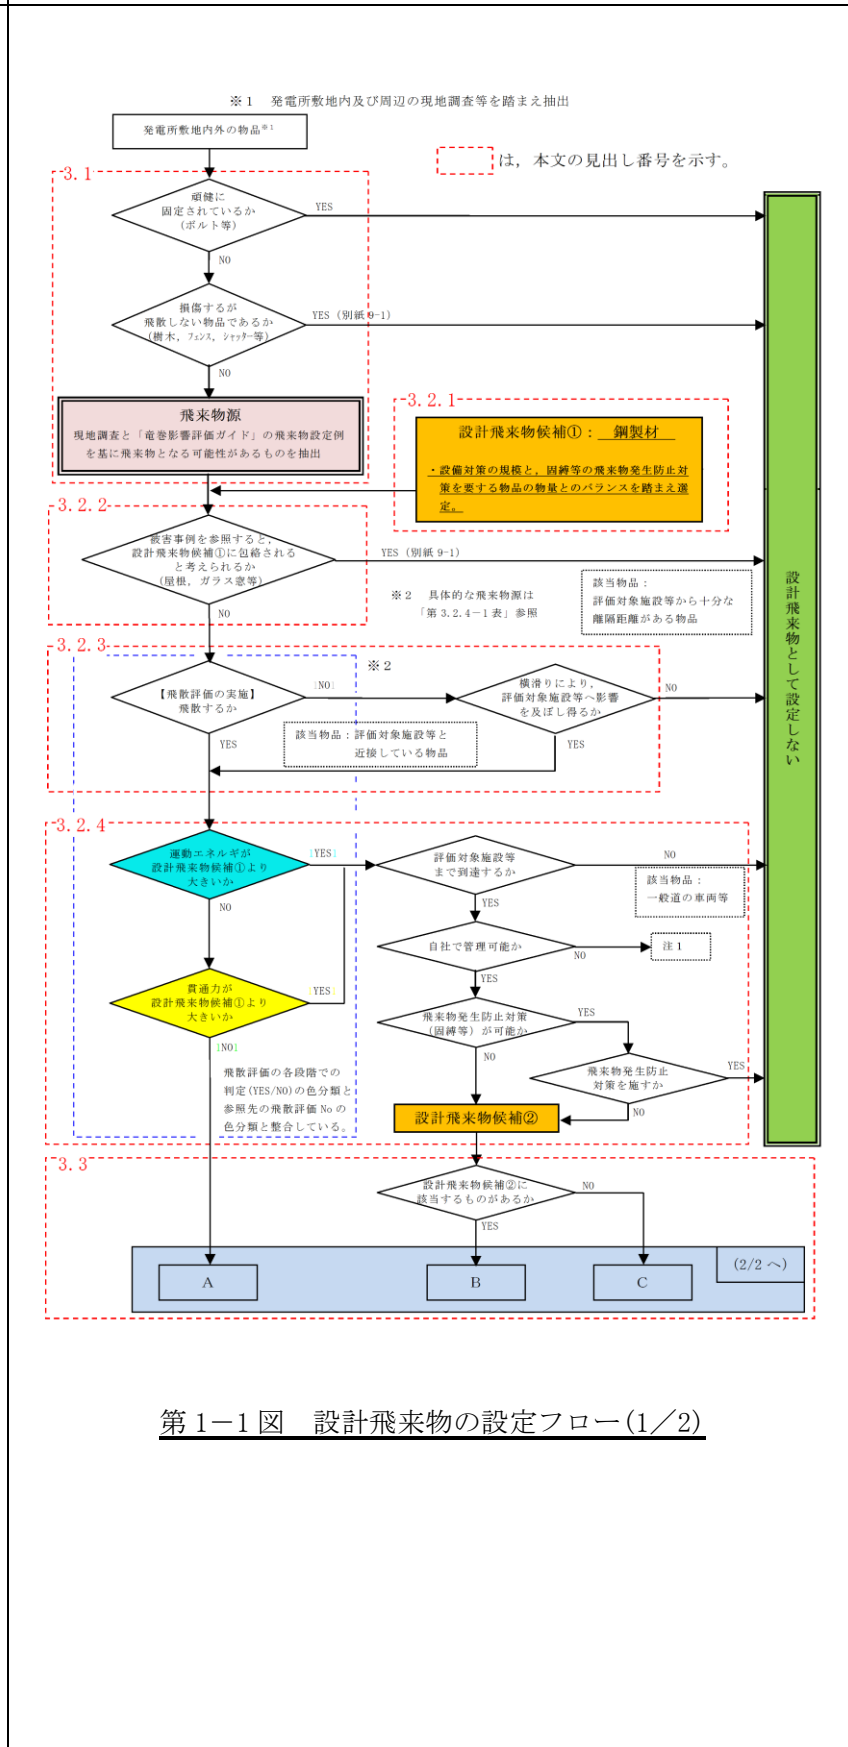 ※1 発電所敷地内及び周辺の現地調査等を踏まえ抽出
発電所敷地内外の物品※1
は，本文の見出し番号を示す。
3.1
頑健に
固定されているか
(ボルト等)
YES
NO
損傷するが
飛散しない物品であるか
(樹木，フェンス，シャッター等)
YES (別紙 9-1)
NO
飛来物源
現地調査と「竜巻影響評価ガイド」の飛来物設定例
を基に飛来物となる可能性があるものを抽出
3.2.1
設計飛来物候補①： 鋼製材
・設備対策の規模と，固縛等の飛来物発生防止対
策を要する物品の物量とのバランスを踏まえ選
定。
3.2.2
被害事例を参照すると，
設計飛来物候補①に包絡される
と考えられるか
(屋根，ガラス窓等)
YES (別紙 9-1)
NO
※2 具体的な飛来物源は
「第 3.2.4－1 表」参照
該当物品：
評価対象施設等から十分な
離隔距離がある物品
設計飛来物として設定しない
3.2.3
※2
【飛散評価の実施】
飛散するか
[NO]
YES
横滑りにより，
評価対象施設等へ影響
を及ぼし得るか
NO
YES
該当物品：評価対象施設等と
近接している物品
3.2.4
運動エネルギが
設計飛来物候補①より
大きいか
[YES]
NO
評価対象施設等
まで到達するか
NO
YES
該当物品：
一般道の車両等
自社で管理可能か
NO
注1
YES
貫通力が
設計飛来物候補①より
大きいか
[YES]
[NO]
飛来物発生防止対策
(固縛等) が可能か
YES
NO
飛来物発生防止
対策を施すか
YES
NO
飛散評価の各段階での
判定(YES/NO)の色分類と
参照先の飛散評価 No の
色分類と整合している。
設計飛来物候補②
3.3
設計飛来物候補②に
該当するものがあるか
NO
YES
A
B
C
(2/2 へ)
第 1－1 図 設計飛来物の設定フロー(1／2)